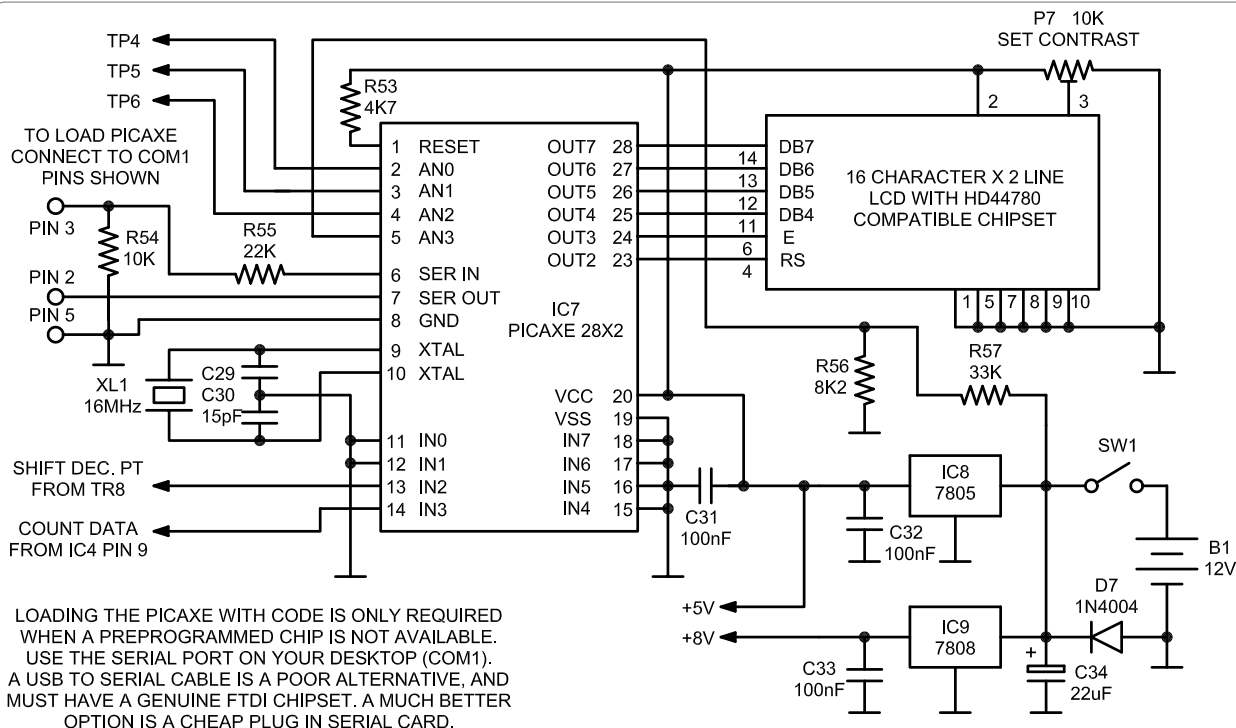 P7 10K
SET CONTRAST
TP4
TP5
TP6
R53
4K7
2
3
TO LOAD PICAXE
CONNECT TO COM1
PINS SHOWN
PIN 3
R54
10K
R55
22K
PIN 2
PIN 5
1 RESET
2 AN0
3 AN1
4 AN2
5 AN3
6 SER IN
7 SER OUT
8 GND
9 XTAL
10 XTAL
11 IN0
12 IN1
13 IN2
14 IN3
OUT7 28
OUT6 27
OUT5 26
OUT4 25
OUT3 24
OUT2 23
IC7
PICAXE 28X2
VCC 20
VSS 19
IN7 18
IN6 17
IN5 16
IN4 15
14
13
12
11
6
4
DB7
DB6
DB5
DB4
E
RS
16 CHARACTER X 2 LINE
LCD WITH HD44780
COMPATIBLE CHIPSET
1 5 7 8 9 10
XL1
16MHz
C29
C30
15pF
R56
8K2
R57
33K
SHIFT DEC. PT
FROM TR8
COUNT DATA
FROM IC4 PIN 9
C31
100nF
C32
100nF
IC8
7805
SW1
B1
12V
+5V
+8V
C33
100nF
IC9
7808
D7
1N4004
+
C34
22uF
LOADING THE PICAXE WITH CODE IS ONLY REQUIRED
WHEN A PREPROGRAMMED CHIP IS NOT AVAILABLE.
USE THE SERIAL PORT ON YOUR DESKTOP (COM1).
A USB TO SERIAL CABLE IS A POOR ALTERNATIVE, AND
MUST HAVE A GENUINE FTDI CHIPSET. A MUCH BETTER
OPTION IS A CHEAP PLUG IN SERIAL CARD.